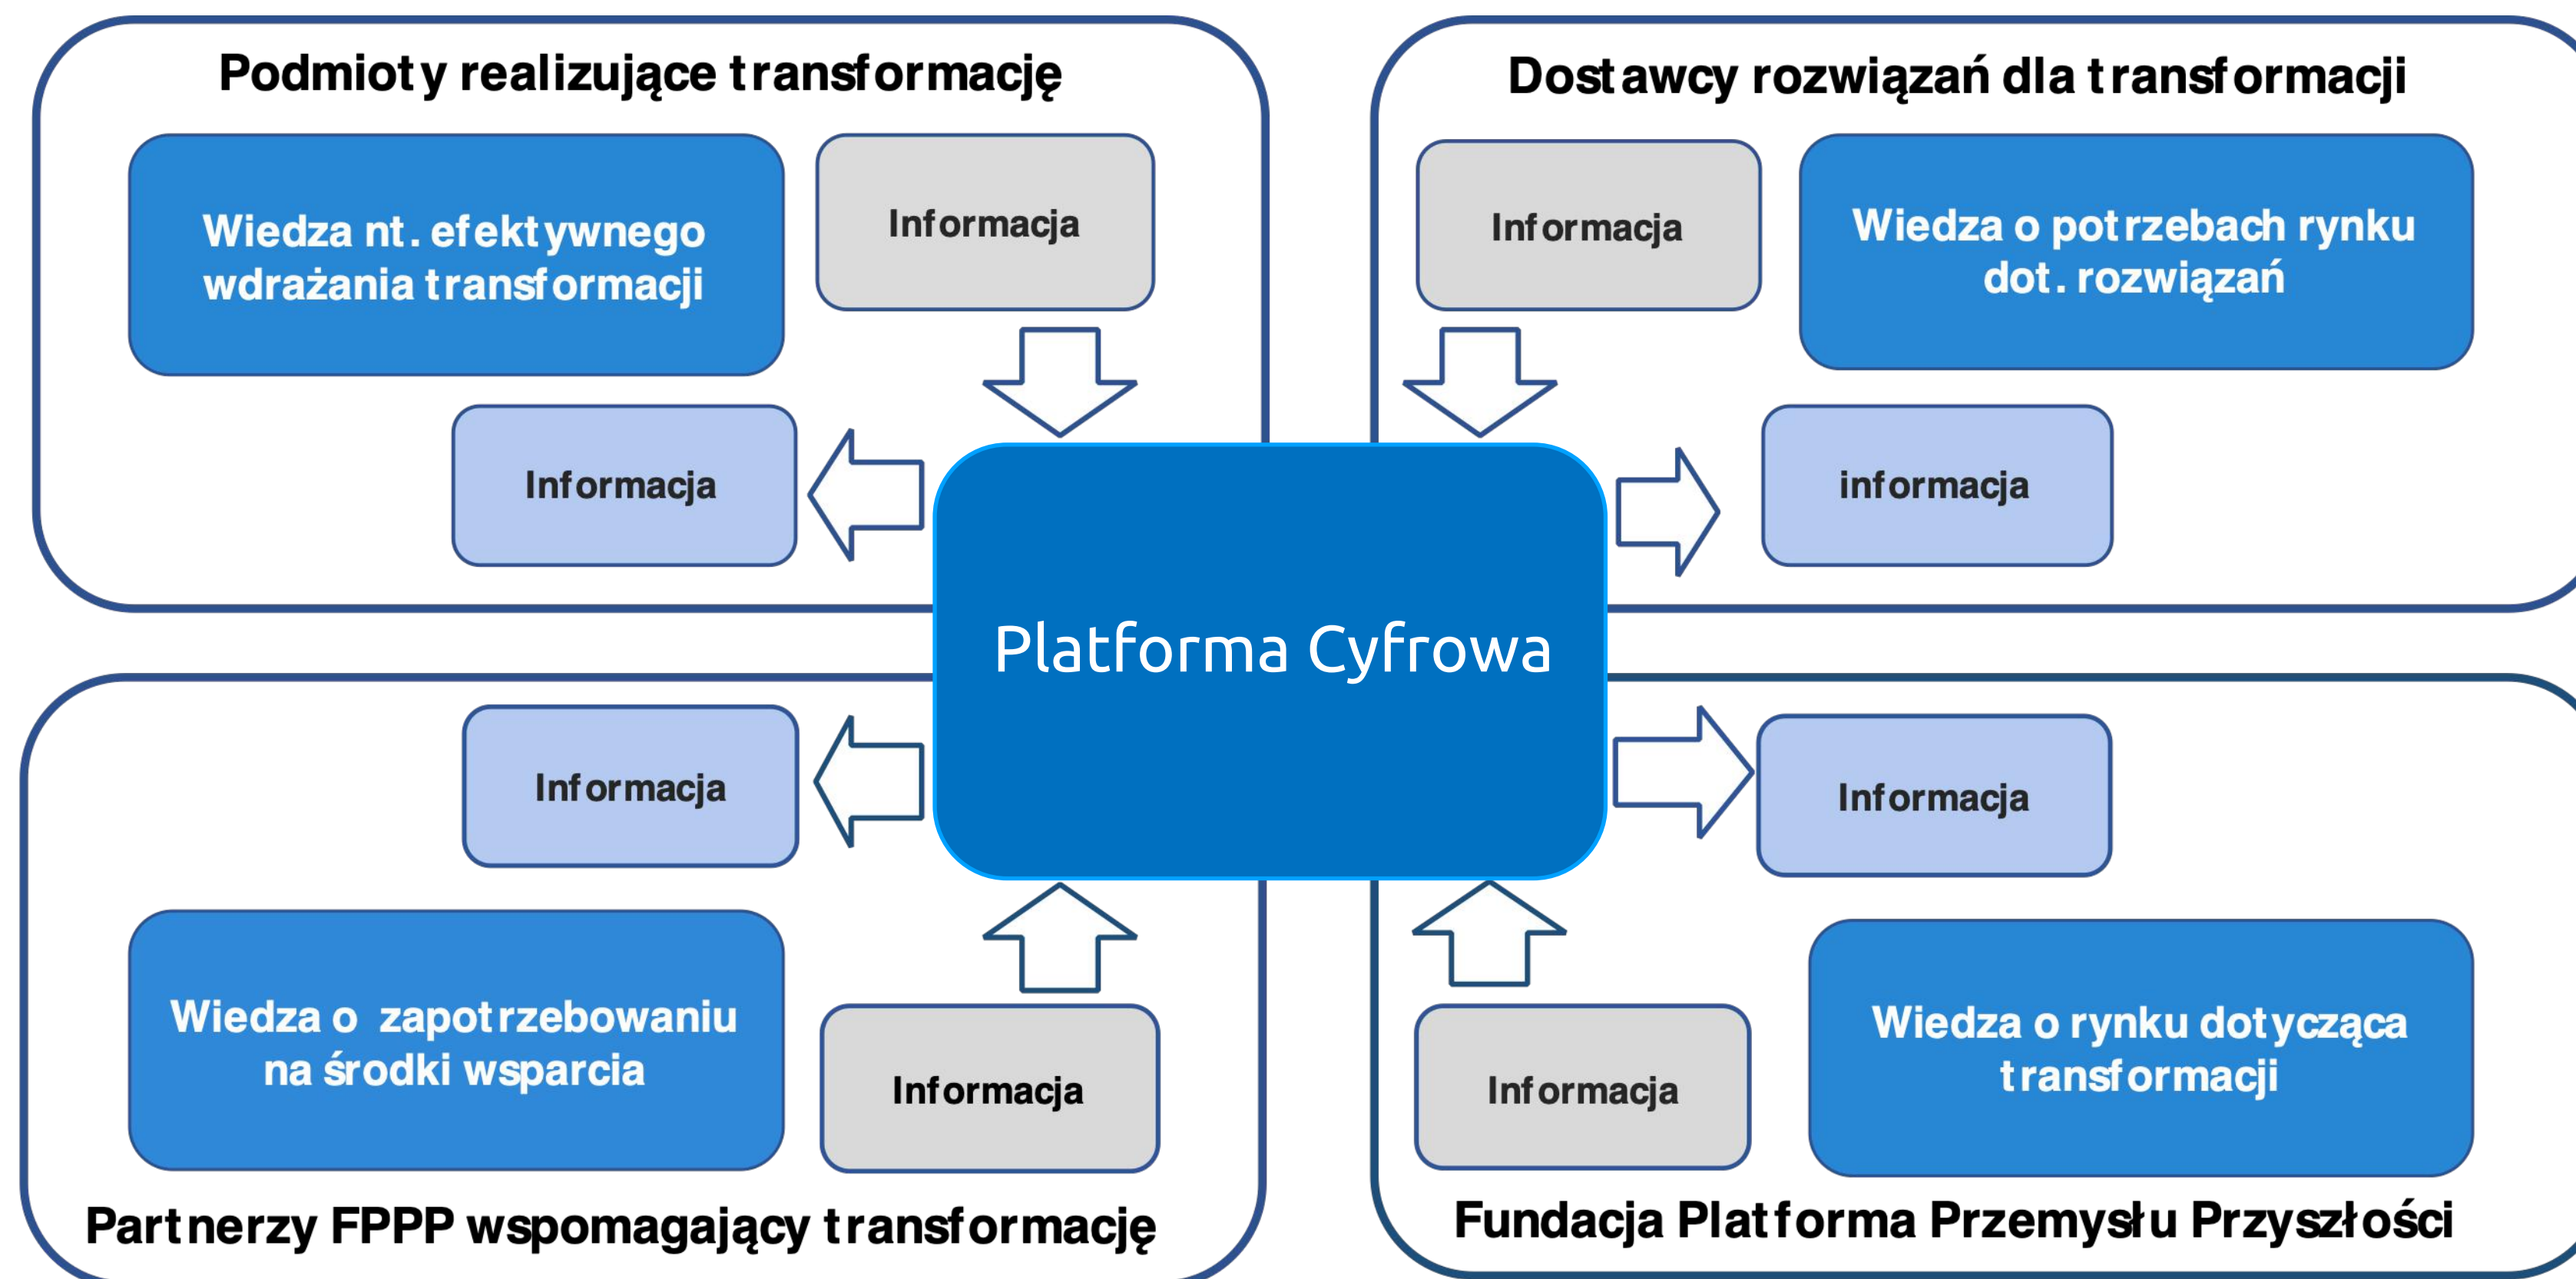 Podmioty realizujące transformację
Wiedza nt. efektywnego
wdrażania transformacji
Informacja
Informacja
Dostawcy rozwiązań dla transformacji
Informacja
Wiedza o potrzebach rynku
dot. rozwiązań
informacja
Platforma Cyfrowa
Informacja
Wiedza o zapotrzebowaniu
na środki wsparcia
Informacja
Partnerzy FPPP wspomagający transformację
Informacja
Informacja
Wiedza o rynku dotycząca
transformacji
Fundacja Platforma Przemysłu Przyszłości